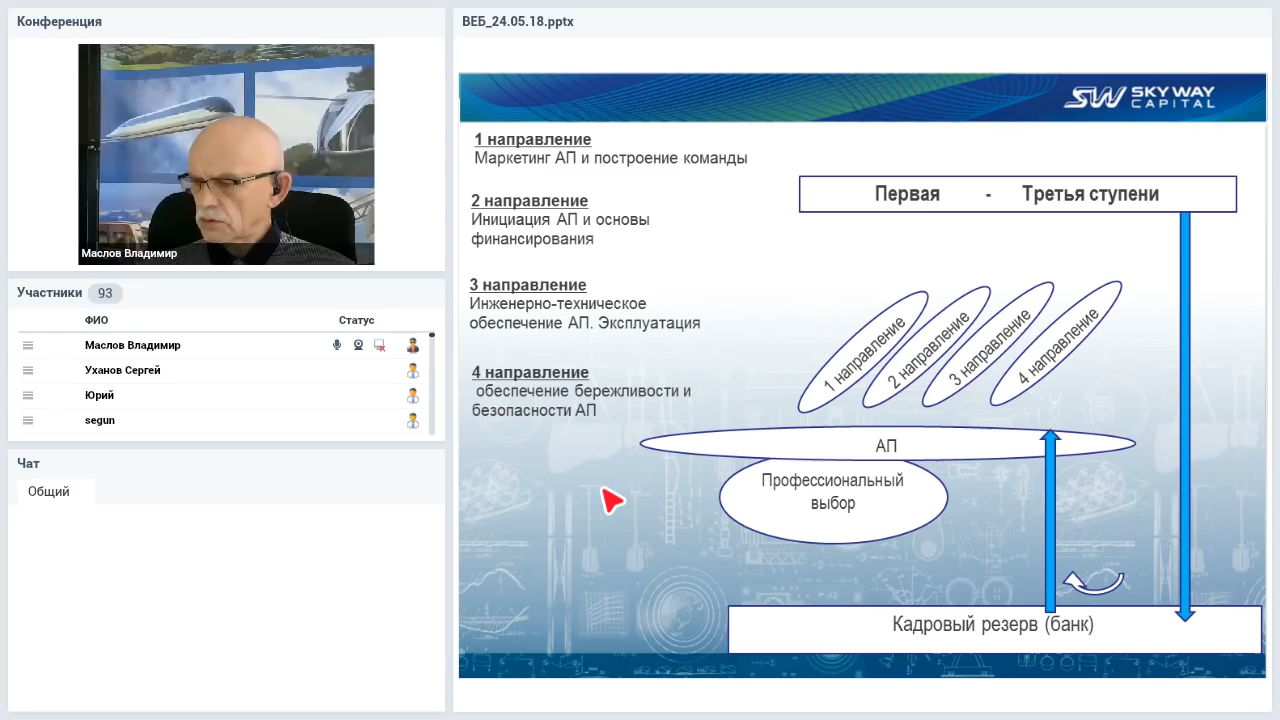 Конференция
Маслов Владимир
Участники 93
ФИО Статус
Маслов Владимир
Уханов Сергей
Юрий
segun
Чат
Общий
ВЕБ_24.05.18.pptx
SW SKY WAY
CAPITAL
1 направление
Маркетинг АП и построение команды
2 направление
Инициация АП и основы
финансирования
3 направление
Инженерно-техническое
обеспечение АП. Эксплуатация
4 направление
обеспечение бережливости и
безопасности АП
Первая - Третья ступени
1 направление
2 направление
3 направление
4 направление
АП
Профессиональный
выбор
Кадровый резерв (банк)